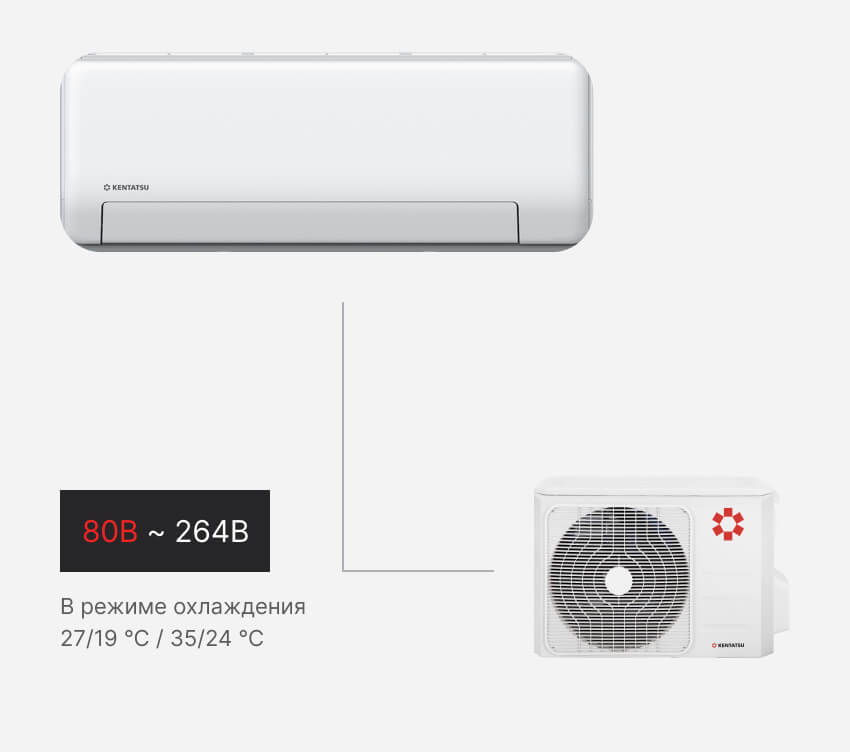 KENTATSU
80В ~ 264В
В режиме охлаждения
27/19 °C / 35/24 °C
KENTATSU